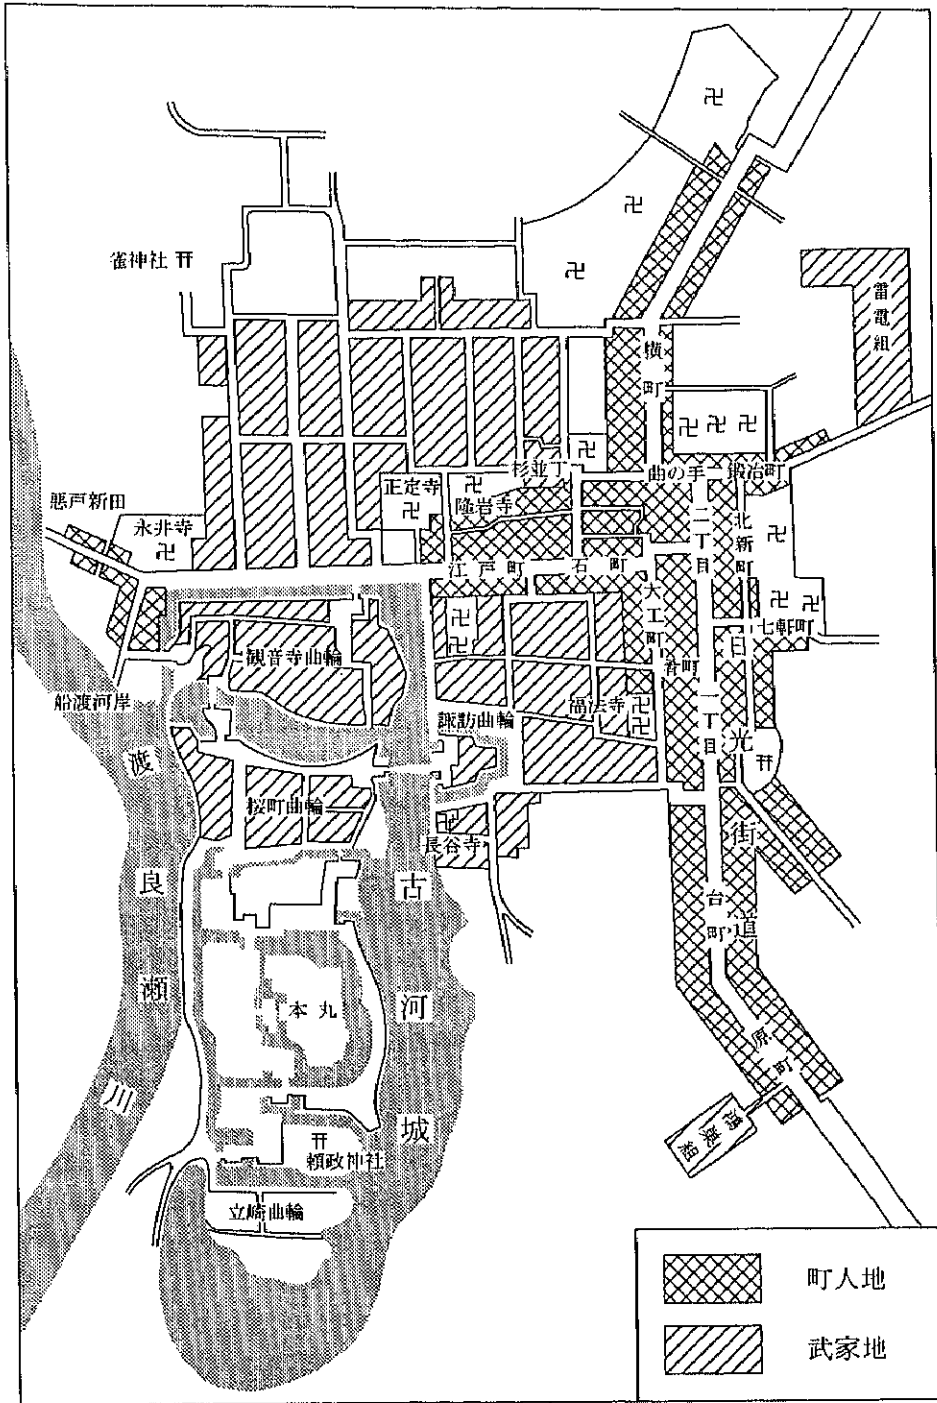 雀神社
雷電組
横町
杉並丁
曲の手
鍛冶町
正定寺
隆岩寺
悪戸新田
永井寺
二丁目
北新町
江戸町
石町
大工町
七軒町
観音寺曲輪
肴町
日光街道
船渡河岸
諏訪曲輪
福法寺
一丁目
渡良瀬川
桜町曲輪
長谷寺
古河城
台町
本丸
原町
鴻巣組
頼政神社
立崎曲輪
町人地
武家地